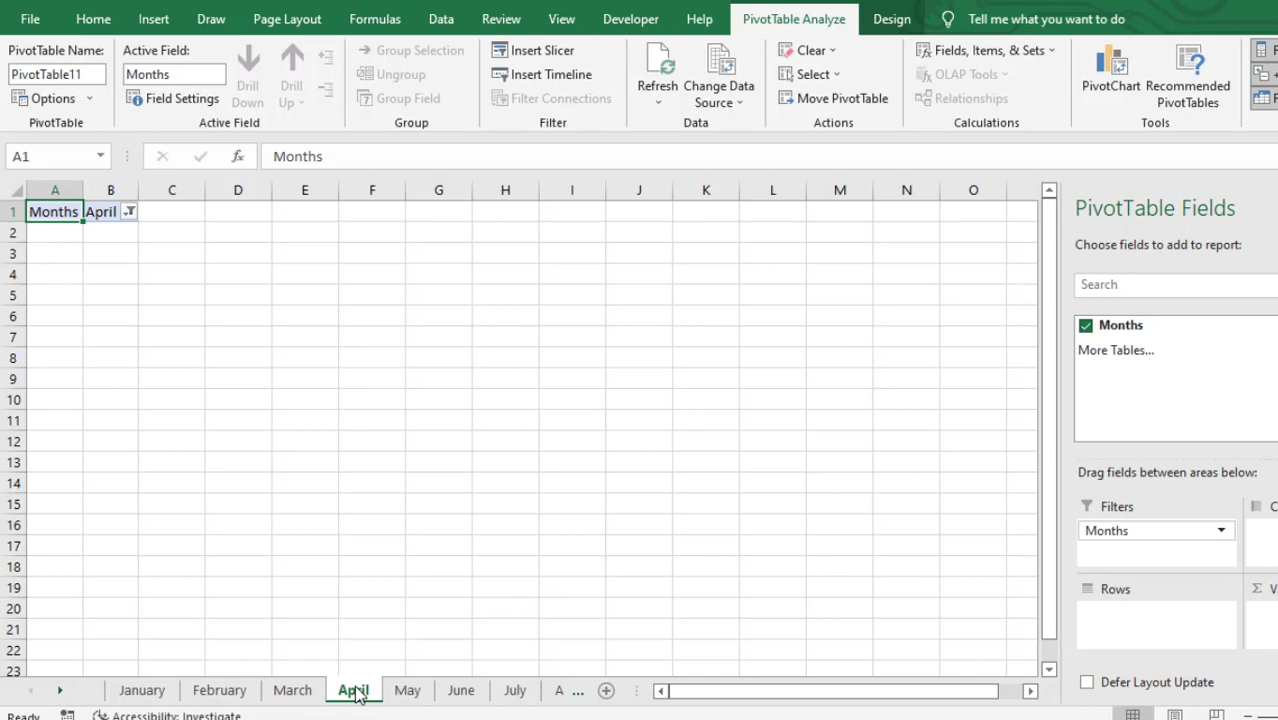 File Home Insert Draw Page Layout Formulas Data Review View Developer Help PivotTable Analyze Design Tell me what you want to do
PivotTable Name:
PivotTable11
Options
PivotTable
Active Field:
Months
Field Settings
Drill Down
Drill Up
Active Field
Group Selection
Ungroup
Group Field
Group
Insert Slicer
Insert Timeline
Filter Connections
Filter
Refresh
Change Data Source
Data
Clear
Select
Move PivotTable
Actions
Fields, Items, & Sets
OLAP Tools
Relationships
Calculations
PivotChart
Recommended PivotTables
Tools
A1 fx Months
A B C D E F G H I J K L M N O
1 Months April
2
3
4
5
6
7
8
9
10
11
12
13
14
15
16
17
18
19
20
21
22
23
PivotTable Fields
Choose fields to add to report:
Search
Months
More Tables...
Drag fields between areas below:
Filters
Months
Rows
Defer Layout Update
January February March April May June July A ...
Ready Accessibility: Investigate